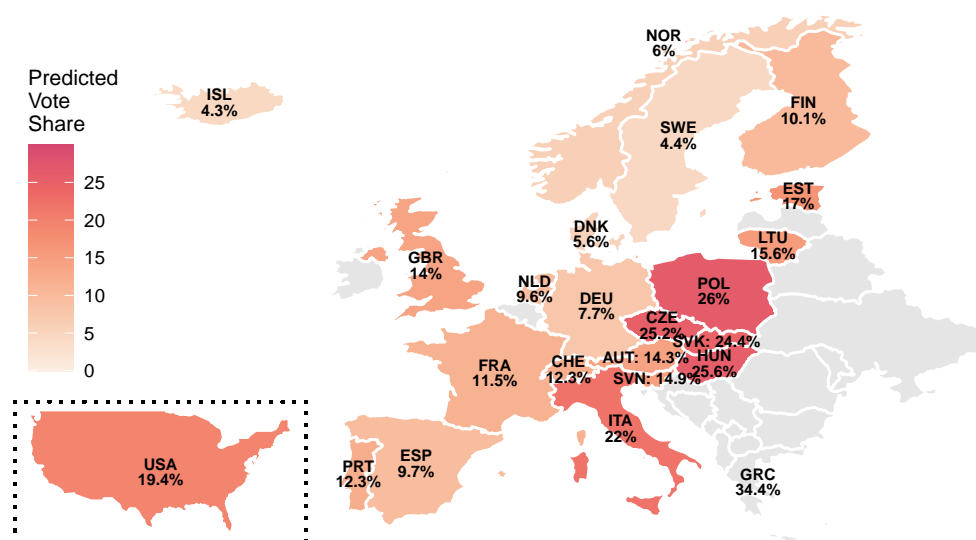 Predicted
Vote
Share
25
20
15
10
5
0
ISL
4.3%
NOR
6%
SWE
4.4%
FIN
10.1%
EST
17%
LTU
15.6%
DNK
5.6%
GBR
14%
NLD
9.6%
DEU
7.7%
POL
26%
CZE
25.2%
SVK: 24.4%
AUT: 14.3%
HUN
25.6%
SVN: 14.9%
CHE
12.3%
FRA
11.5%
ITA
22%
PRT
12.3%
ESP
9.7%
GRC
34.4%
USA
19.4%